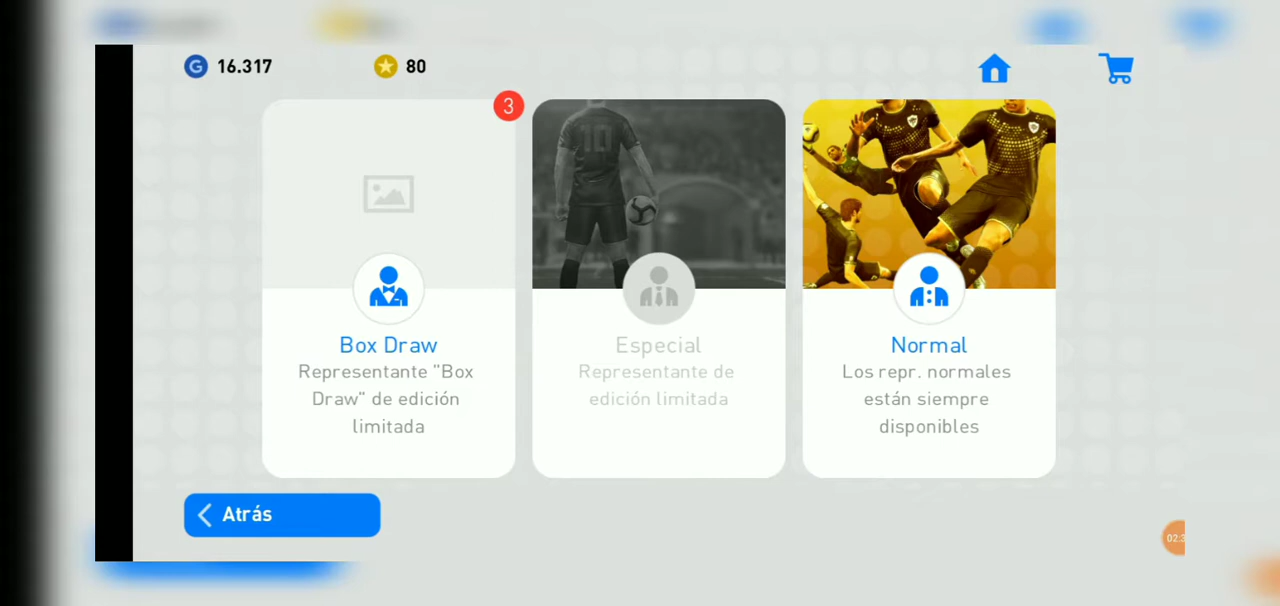 G 16.317 80
3
10
Box Draw
Representante "Box
Draw" de edición
limitada
Especial
Representante de
edición limitada
Normal
Los repr. normales
están siempre
disponibles
Atrás